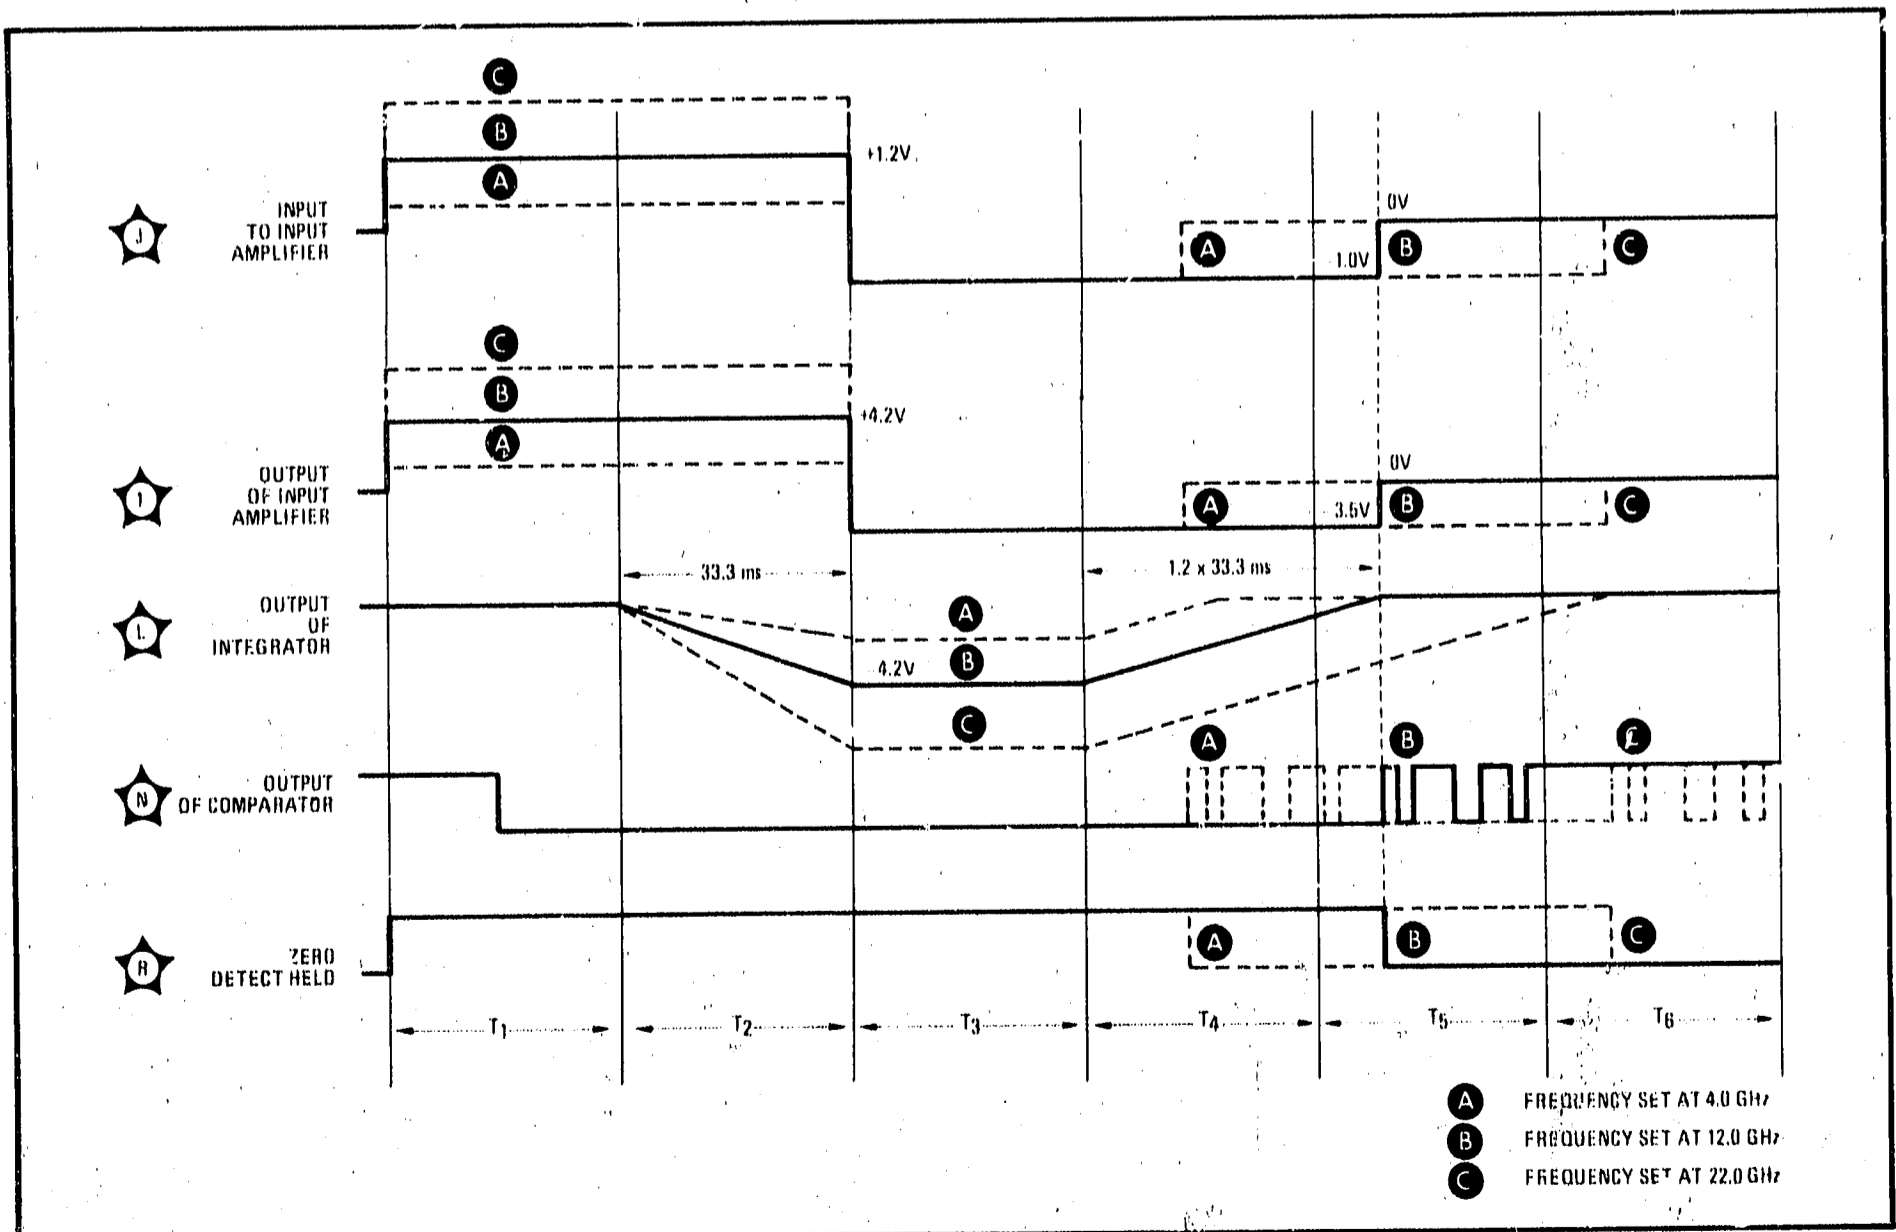 C
B
+1.2V
A
INPUT
TO INPUT
AMPLIFIER
J
0V
A
1.0V
B
C
C
B
+4.2V
A
OUTPUT
OF INPUT
AMPLIFIER
0V
A
3.5V
B
C
33.3 ms
1.2 x 33.3 ms
OUTPUT
OF
INTEGRATOR
L
A
4.2V
B
C
A
B
C
N
OUTPUT
OF COMPARATOR
R
ZERO
DETECT HELD
A
B
C
T1
T2
T3
T4
T5
T6
A FREQUENCY SET AT 4.0 GHz
B FREQUENCY SET AT 12.0 GHz
C FREQUENCY SET AT 22.0 GHz